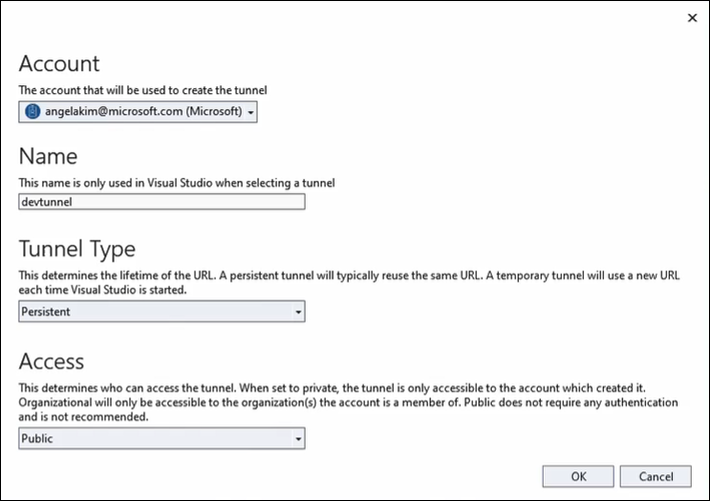 Account
The account that will be used to create the tunnel
angelakim@microsoft.com (Microsoft)
Name
This name is only used in Visual Studio when selecting a tunnel
devtunnel
Tunnel Type
This determines the lifetime of the URL. A persistent tunnel will typically reuse the same URL. A temporary tunnel will use a new URL
each time Visual Studio is started.
Persistent
Access
This determines who can access the tunnel. When set to private, the tunnel is only accessible to the account which created it.
Organizational will only be accessible to the organization(s) the account is a member of. Public does not require any authentication
and is not recommended.
Public
OK Cancel